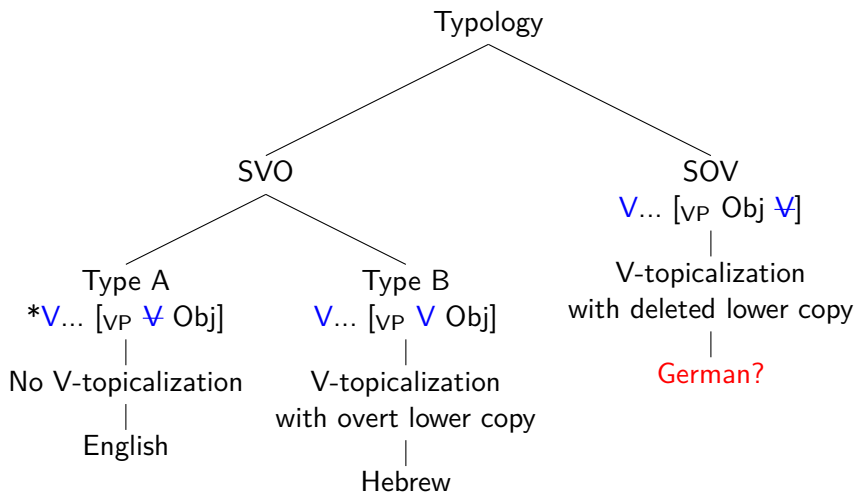 Typology
SVO
SOV
V... [VP Obj V̶]
Type A
*V... [VP V̶ Obj]
No V-topicalization
English
Type B
V... [VP V Obj]
V-topicalization
with overt lower copy
Hebrew
V-topicalization
with deleted lower copy
German?